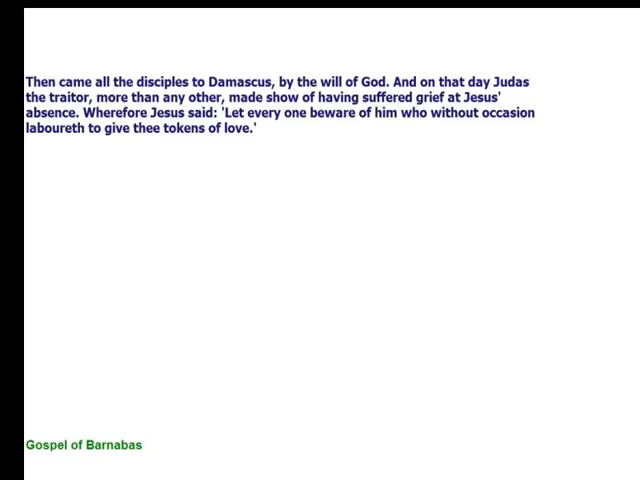 Then came all the disciples to Damascus, by the will of God. And on that day Judas
the traitor, more than any other, made show of having suffered grief at Jesus'
absence. Wherefore Jesus said: 'Let every one beware of him who without occasion
laboureth to give thee tokens of love.'
Gospel of Barnabas